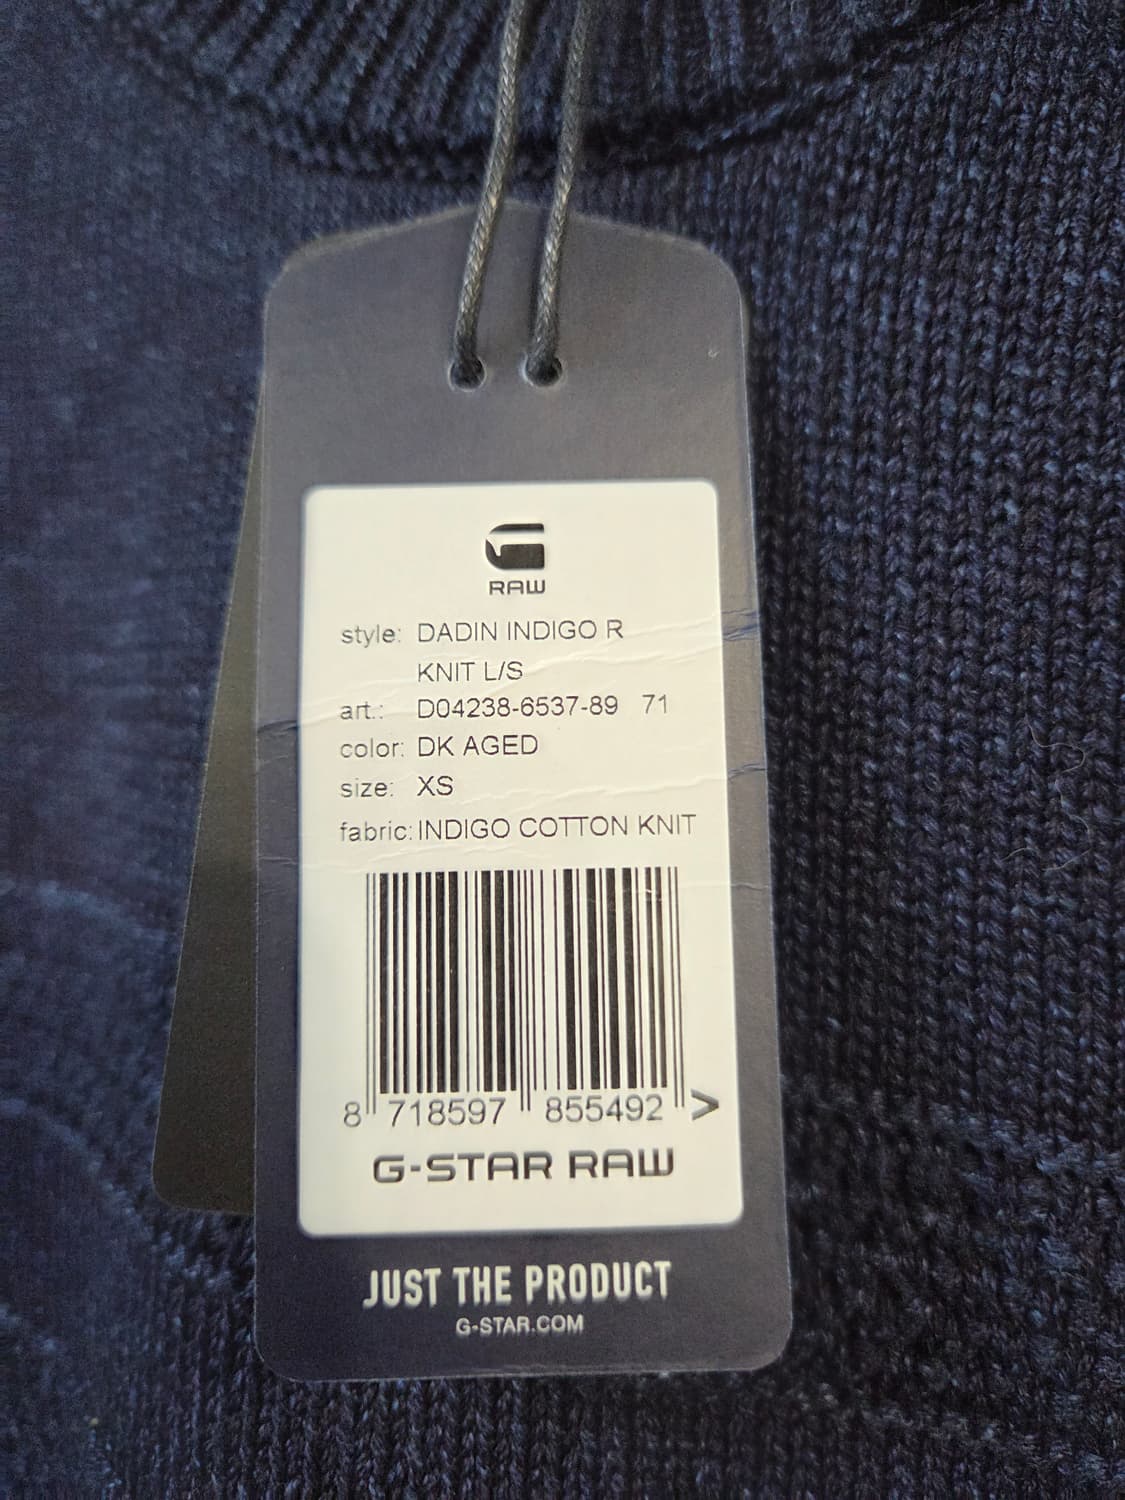 RAW
style: DADIN INDIGO R
KNIT L/S
art.: D04238-6537-89 71
color: DK AGED
size: XS
fabric: INDIGO COTTON KNIT
8 718597 855492 >
G-STAR RAW
JUST THE PRODUCT
G-STAR.COM